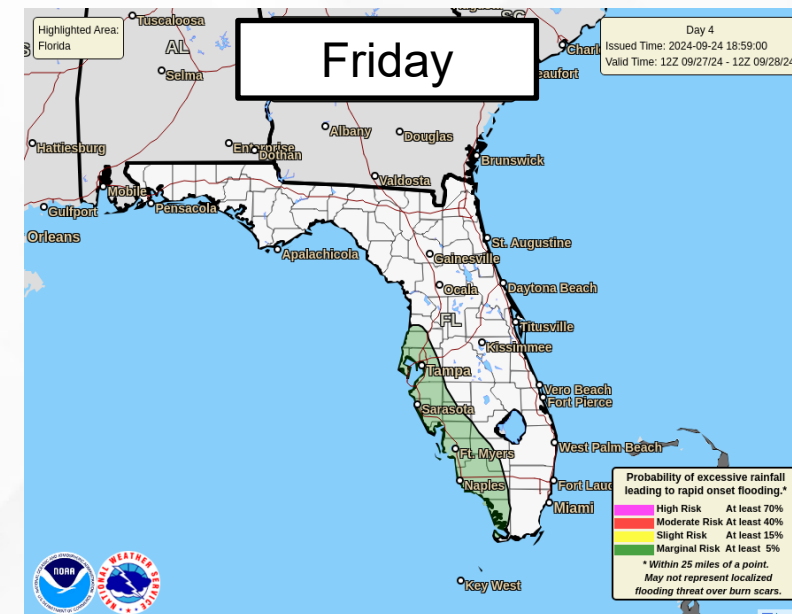 Tuscaloosa
SC
Highlighted Area:
Florida
AL
Friday
Day 4
Issued Time: 2024-09-24 18:59:00
Valid Time: 12Z 09/27/24 - 12Z 09/28/24
Selma
eaufort
Albany
Douglas
Hattiesburg
Enterprise
Dothan
Brunswick
Valdosta
Mobile
Gulfport
Pensacola
Orleans
St. Augustine
Apalachicola
Gainesville
Ocala
Daytona Beach
FL
Titusville
Kissimmee
Tampa
Vero Beach
Fort Pierce
Sarasota
West Palm Beach
Ft. Myers
Naples
Fort Laud
Miami
Key West
Probability of excessive rainfall
leading to rapid onset flooding.*
High Risk At least 70%
Moderate Risk At least 40%
Slight Risk At least 15%
Marginal Risk At least 5%
* Within 25 miles of a point.
May not represent localized
flooding threat over burn scars.
NOAA
NATIONAL WEATHER SERVICE